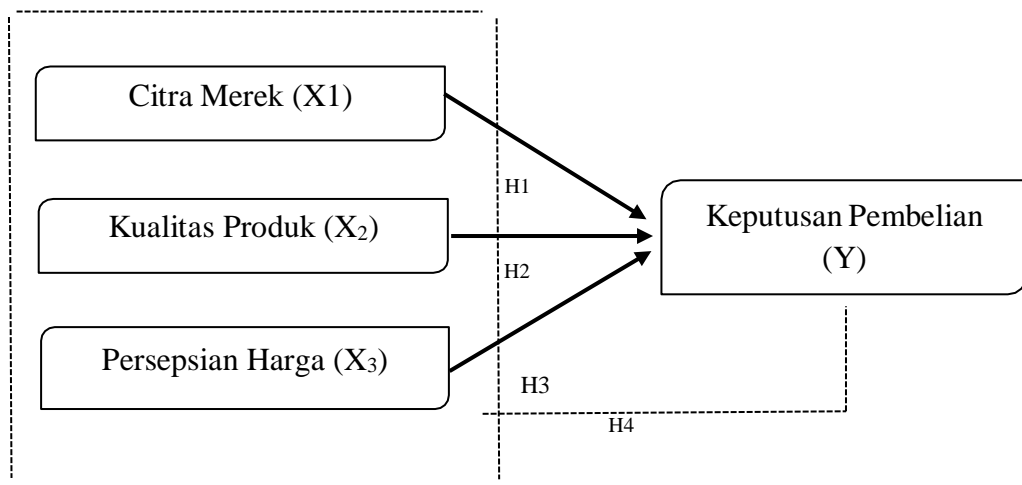 Citra Merek (X1)
H1
Kualitas Produk (X₂)
Keputusan Pembelian
(Y)
H2
Persepsian Harga (X₃)
H3
H4